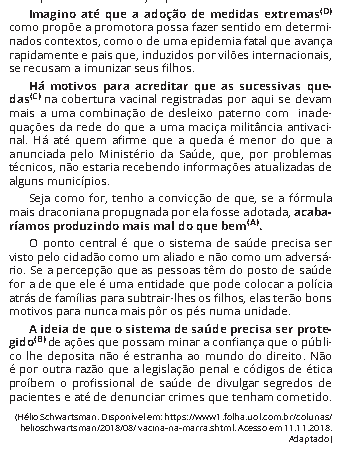 Imagino até que a adoção de medidas extremas(D)
como propõe a promotora possa fazer sentido em determi-
nados contextos, como o de uma epidemia fatal que avança
rapidamente e pais que, induzidos por vilões internacionais,
se recusam a imunizar seus filhos.
Há motivos para acreditar que as sucessivas que-
das(C) na cobertura vacinal registradas por aqui se devam
mais a uma combinação de desleixo paterno com inade-
quações da rede do que a uma maciça militância antivaci-
nal. Há até quem afirme que a queda é menor do que a
anunciada pelo Ministério da Saúde, que, por problemas
técnicos, não estaria recebendo informações atualizadas de
alguns municípios.
Seja como for, tenho a convicção de que, se a fórmula
mais draconiana propugnada por ela fosse adotada, acaba-
ríamos produzindo mais mal do que bem(A).
O ponto central é que o sistema de saúde precisa ser
visto pelo cidadão como um aliado e não como um adversá-
rio. Se a percepção que as pessoas têm do posto de saúde
for a de que ele é uma entidade que pode colocar a polícia
atrás de famílias para subtrair-lhes os filhos, elas terão bons
motivos para nunca mais pôr os pés numa unidade.
A ideia de que o sistema de saúde precisa ser prote-
gido(B) de ações que possam minar a confiança que o públi-
co lhe deposita não é estranha ao mundo do direito. Não
é por outra razão que a legislação penal e códigos de ética
proíbem o profissional de saúde de divulgar segredos de
pacientes e até de denunciar crimes que tenham cometido.
(Hélio Schwartsman. Disponível em: https://www1.folha.uol.com.br/colunas/
helioschwartsman/2018/08/vacina-na-marra.shtml. Acesso em 11.11.2018.
Adaptado)